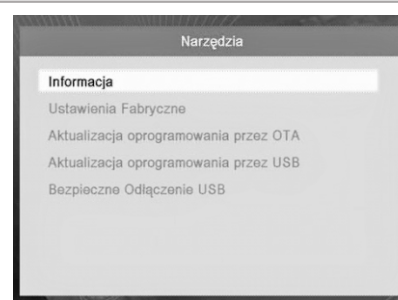 Narzędzia
Informacja
Ustawienia Fabryczne
Aktualizacja oprogramowania przez OTA
Aktualizacja oprogramowania przez USB
Bezpieczne Odłączenie USB